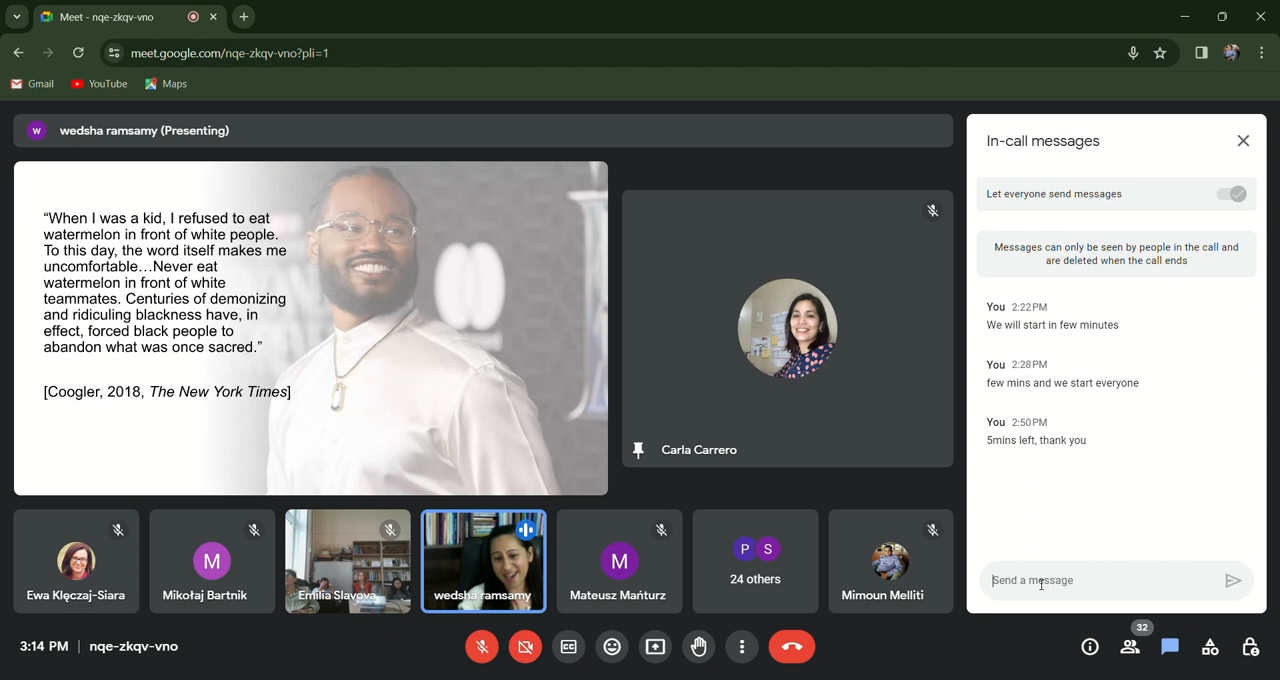 Meet - nqe-zkqv-vno
meet.google.com/nqe-zkqv-vno?pli=1
Gmail YouTube Maps
W wedsha ramsamy (Presenting)
“When I was a kid, I refused to eat
watermelon in front of white people.
To this day, the word itself makes me
uncomfortable…Never eat
watermelon in front of white
teammates. Centuries of demonizing
and ridiculing blackness have, in
effect, forced black people to
abandon what was once sacred.”
[Coogler, 2018, The New York Times]
Carla Carrero
In-call messages
Let everyone send messages
Messages can only be seen by people in the call and
are deleted when the call ends
You 2:22 PM
We will start in few minutes
You 2:28 PM
few mins and we start everyone
You 2:50 PM
5mins left, thank you
Send a message
Ewa Klęczaj-Siara
M
Mikołaj Bartnik
Emilia Slavova
wedsha ramsamy
M
Mateusz Mańturz
P S
24 others
Mimoun Melliti
3:14 PM | nqe-zkqv-vno
32